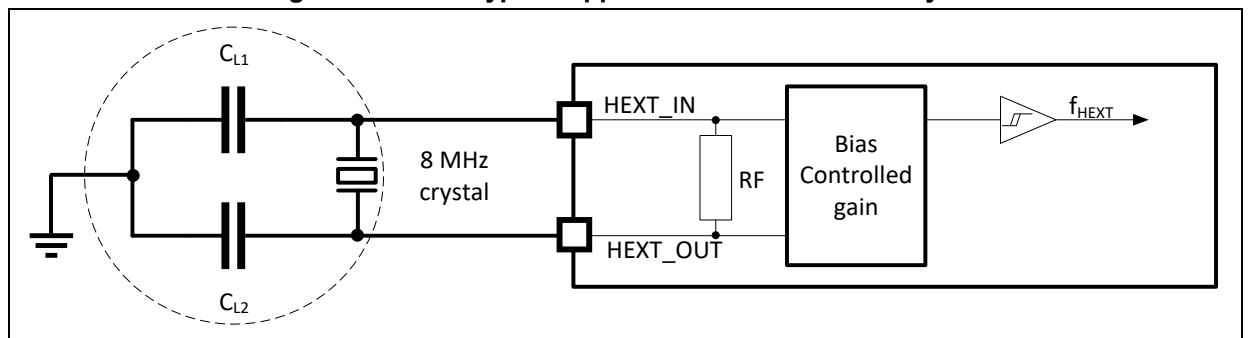 C_L1
HEXT_IN
8 MHz
crystal
RF
Bias
Controlled
gain
f_HEXT
HEXT_OUT
C_L2